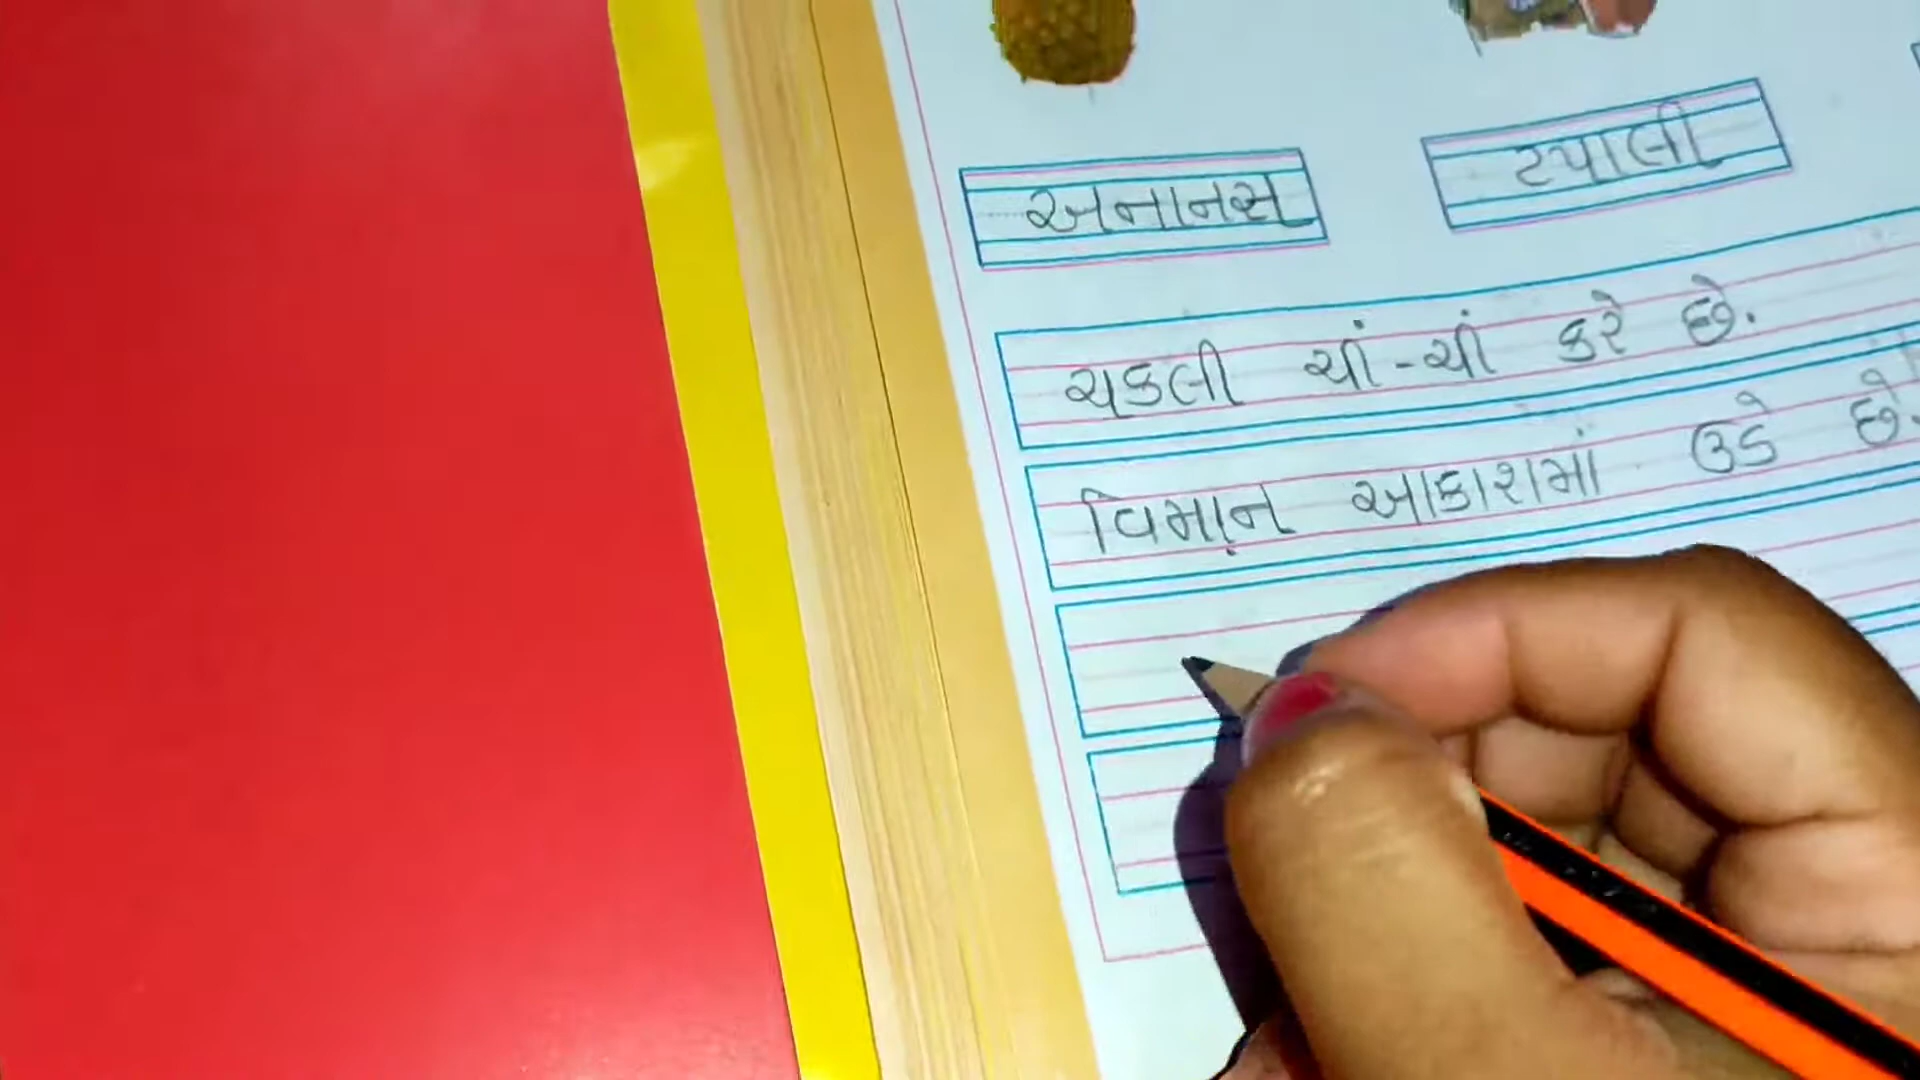 અનાનસ ટપાલી
ચકલી ચીં-ચીં કરે છે.
વિમાન આકાશમાં ઉડે છે.